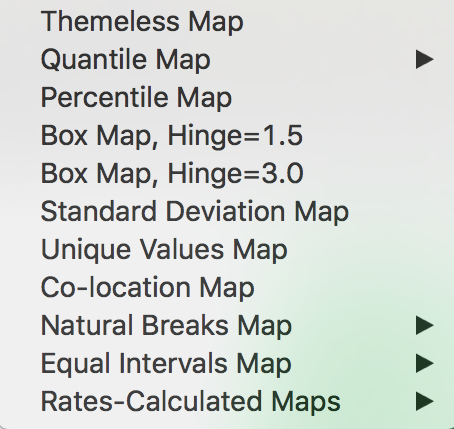 Themeless Map
Quantile Map
Percentile Map
Box Map, Hinge=1.5
Box Map, Hinge=3.0
Standard Deviation Map
Unique Values Map
Co-location Map
Natural Breaks Map
Equal Intervals Map
Rates-Calculated Maps